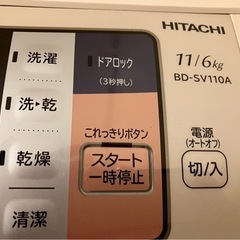 HITACHI
11/6kg
BD-SV110A
洗濯
洗>乾
乾燥
清潔
ドアロック
(3秒押し)
これっきりボタン
スタート
一時停止
電源
(オートオフ)
切/入